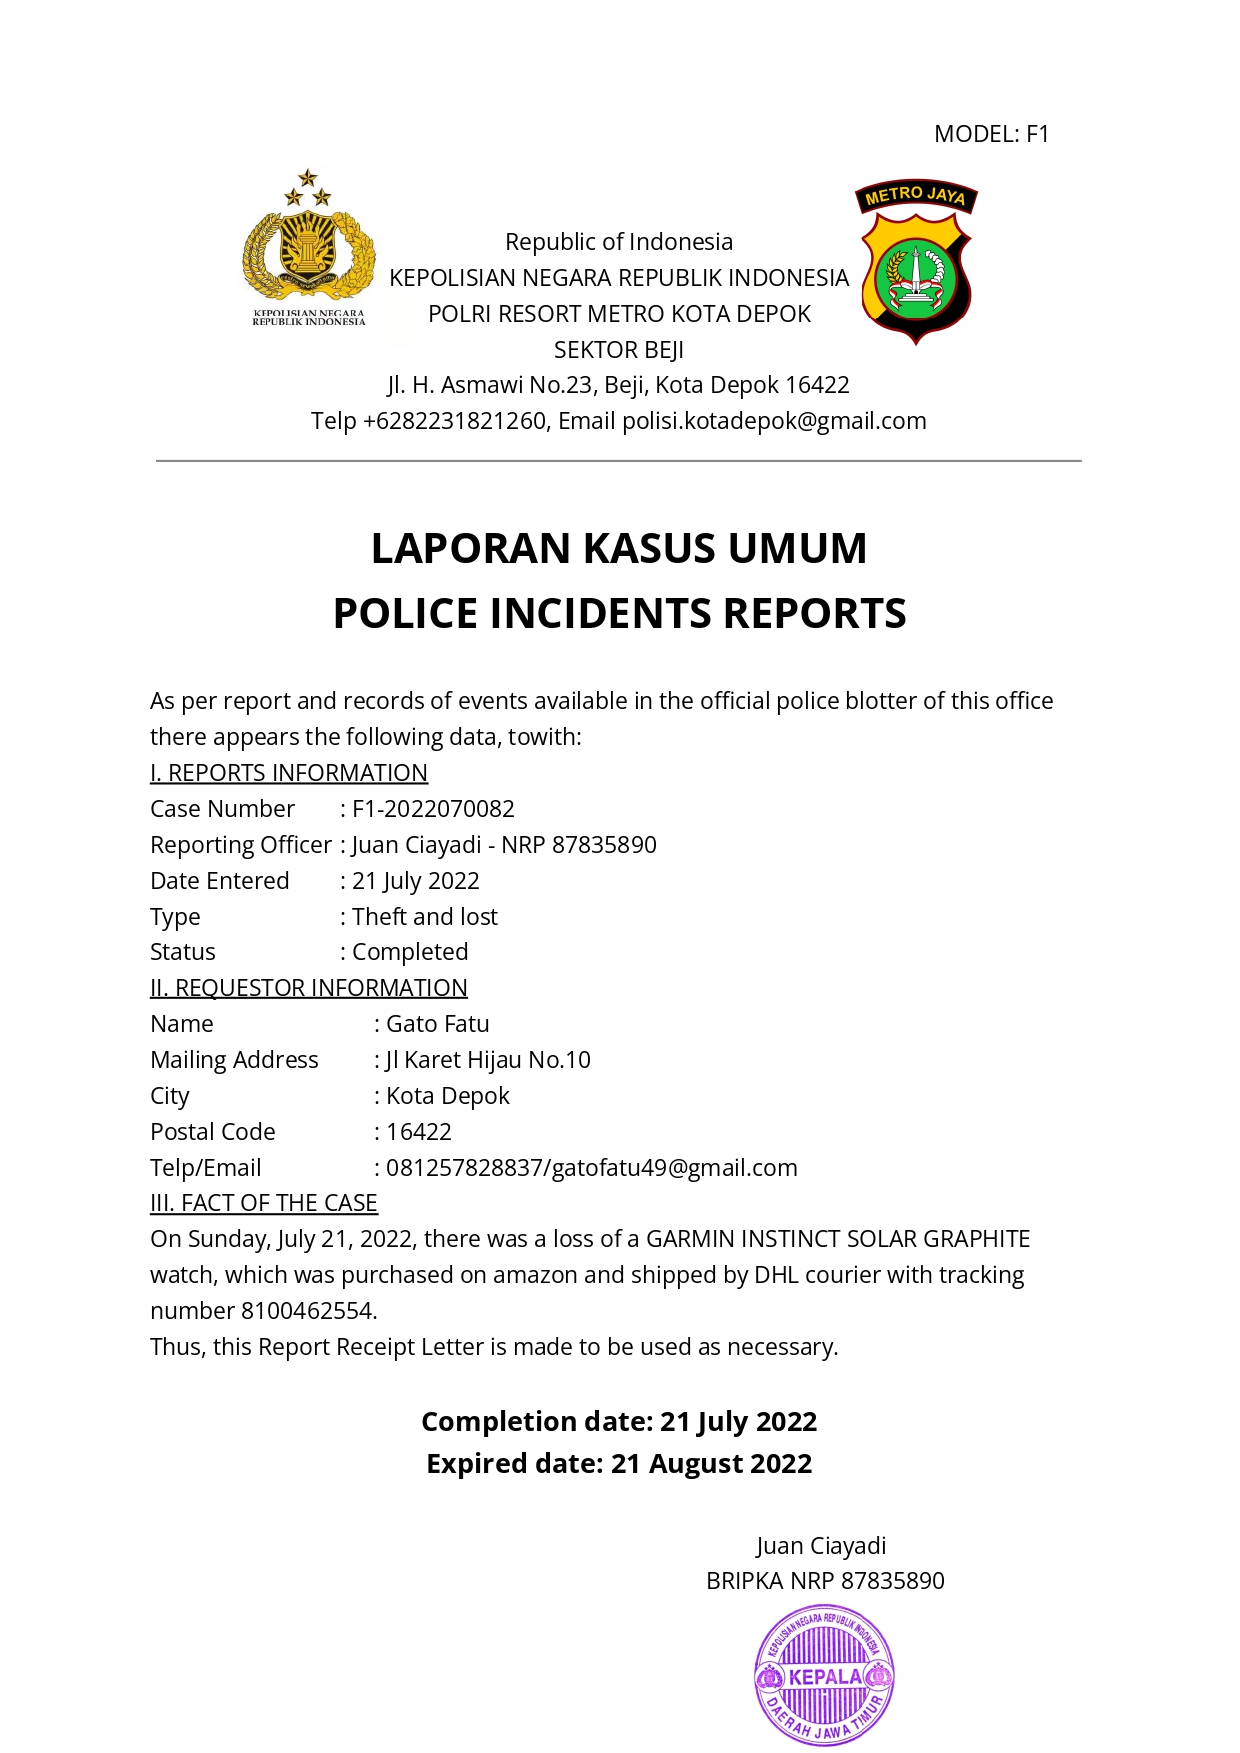 MODEL: F1
METRO JAYA
KEPOLISIAN NEGARA
REPUBLIK INDONESIA
Republic of Indonesia
KEPOLISIAN NEGARA REPUBLIK INDONESIA
POLRI RESORT METRO KOTA DEPOK
SEKTOR BEJI
Jl. H. Asmawi No.23, Beji, Kota Depok 16422
Telp +6282231821260, Email polisi.kotadepok@gmail.com
LAPORAN KASUS UMUM
POLICE INCIDENTS REPORTS
As per report and records of events available in the official police blotter of this office
there appears the following data, towith:
I. REPORTS INFORMATION
Case Number : F1-2022070082
Reporting Officer : Juan Ciayadi - NRP 87835890
Date Entered : 21 July 2022
Type : Theft and lost
Status : Completed
II. REQUESTOR INFORMATION
Name : Gato Fatu
Mailing Address : Jl Karet Hijau No.10
City : Kota Depok
Postal Code : 16422
Telp/Email : 081257828837/gatofatu49@gmail.com
III. FACT OF THE CASE
On Sunday, July 21, 2022, there was a loss of a GARMIN INSTINCT SOLAR GRAPHITE
watch, which was purchased on amazon and shipped by DHL courier with tracking
number 8100462554.
Thus, this Report Receipt Letter is made to be used as necessary.
Completion date: 21 July 2022
Expired date: 21 August 2022
Juan Ciayadi
BRIPKA NRP 87835890
KEPOLISIAN NEGARA REPUBLIK INDONESIA
KEPALA
DAERAH JAWA TIMUR